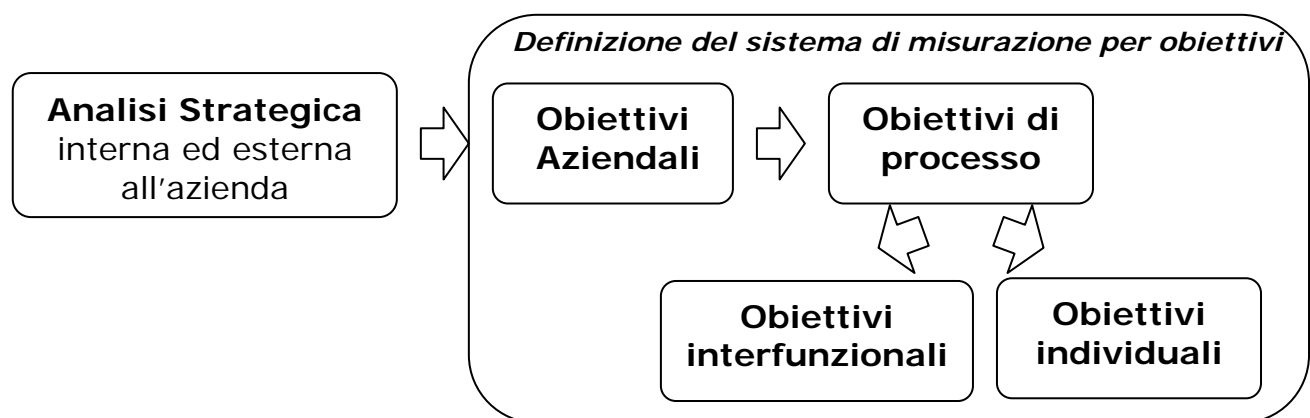 Definizione del sistema di misurazione per obiettivi
Analisi Strategica
interna ed esterna
all'azienda
Obiettivi
Aziendali
Obiettivi di
processo
Obiettivi
interfunzionali
Obiettivi
individuali